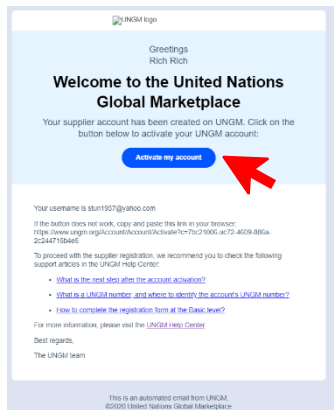 UNGM logo
Greetings
Rich Rich
Welcome to the United Nations
Global Marketplace
Your supplier account has been created on UNGM. Click on the
button below to activate your UNGM account:
Activate my account
Your username is stun1957@yahoo.com
If the button does not work, copy and paste this link in your browser:
https://www.ungm.org/Account/Account/Activate?c=7bc21006-ac72-4609-886a-
2c244716b4e5
To proceed with the supplier registration, we recommend you to check the following
support articles in the UNGM Help Center:
What is the next step after the account activation?
What is a UNGM number, and where to identify the account's UNGM number?
How to complete the registration form at the Basic level?
For more information, please visit the UNGM Help Center
Best regards,
The UNGM team
This is an automated email from UNGM.
©2020 United Nations Global Marketplace